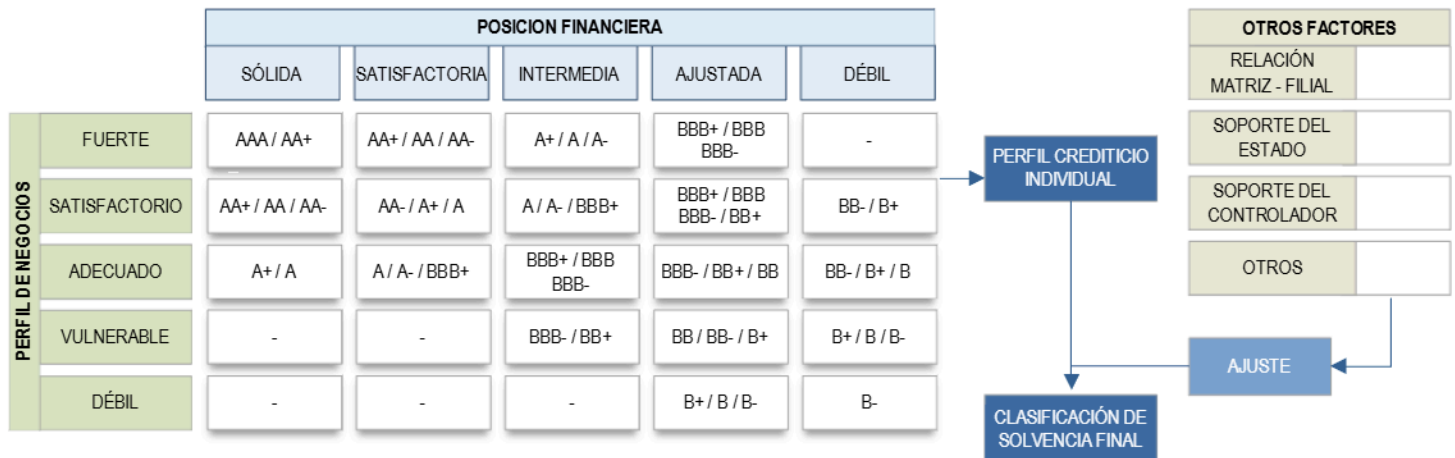 POSICION FINANCIERA
SÓLIDA
SATISFACTORIA
INTERMEDIA
AJUSTADA
DÉBIL
PERFIL DE NEGOCIOS
FUERTE
AAA / AA+
AA+ / AA / AA-
A+ / A / A-
BBB+ / BBB
BBB-
-
SATISFACTORIO
AA+ / AA / AA-
AA- / A+ / A
A / A- / BBB+
BBB+ / BBB
BBB- / BB+
BB- / B+
ADECUADO
A+ / A
A / A- / BBB+
BBB+ / BBB
BBB-
BBB- / BB+ / BB
BB- / B+ / B
VULNERABLE
-
-
BBB- / BB+
BB / BB- / B+
B+ / B / B-
DÉBIL
-
-
-
B+ / B / B-
B-
PERFIL CREDITICIO
INDIVIDUAL
CLASIFICACIÓN DE
SOLVENCIA FINAL
OTROS FACTORES
RELACIÓN
MATRIZ - FILIAL
SOPORTE DEL
ESTADO
SOPORTE DEL
CONTROLADOR
OTROS
AJUSTE